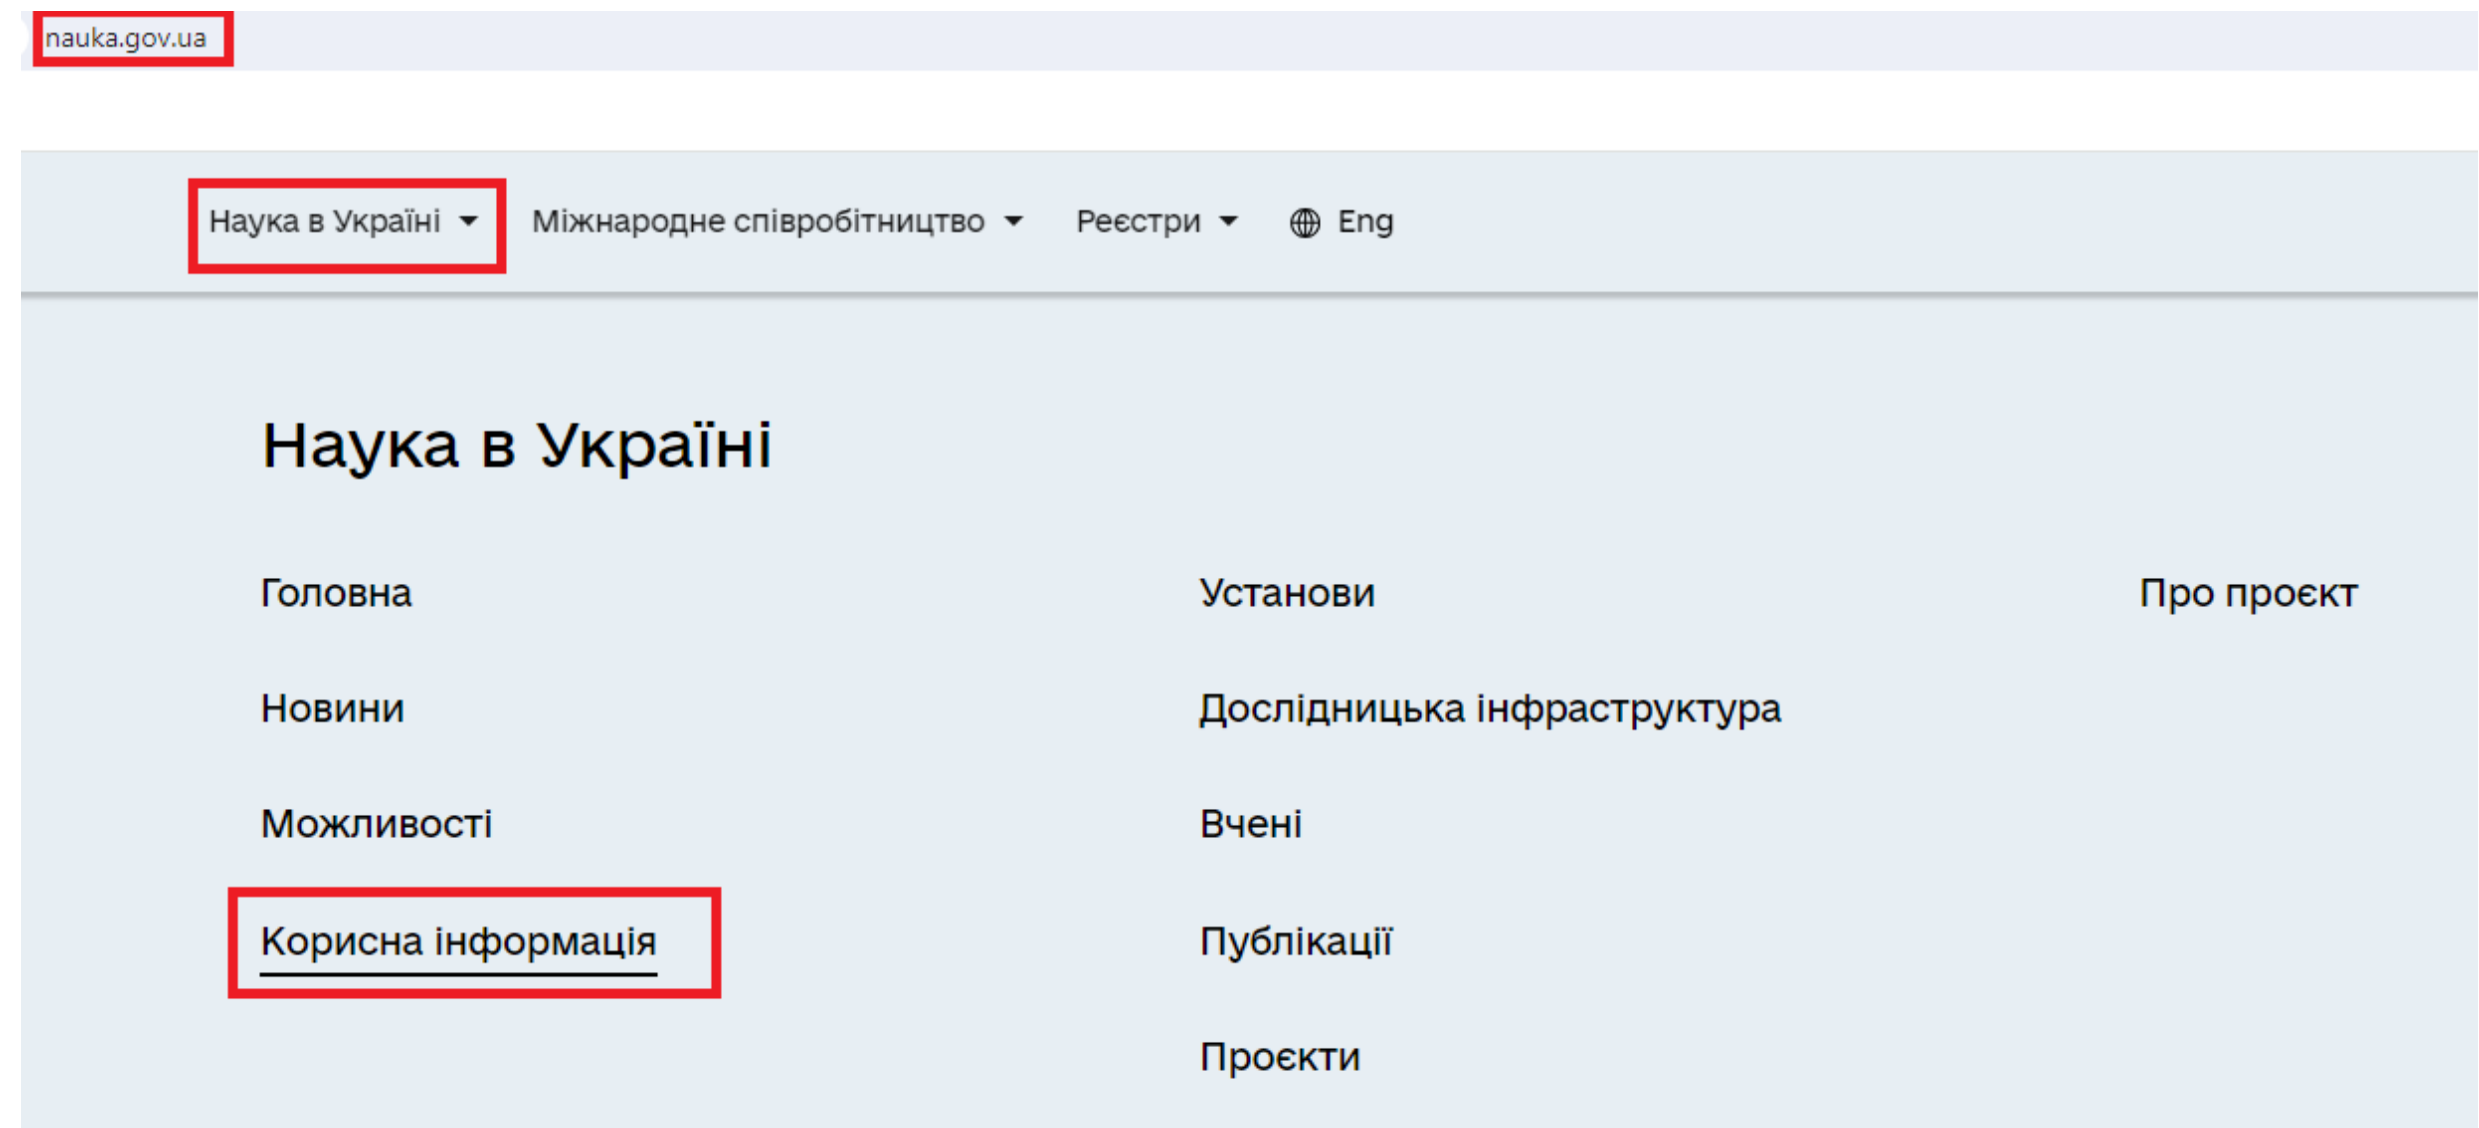 nauka.gov.ua
Наука в Україні Міжнародне співробітництво Реєстри Eng
Наука в Україні
Головна
Новини
Можливості
Корисна інформація
Установи
Дослідницька інфраструктура
Вчені
Публікації
Проєкти
Про проєкт